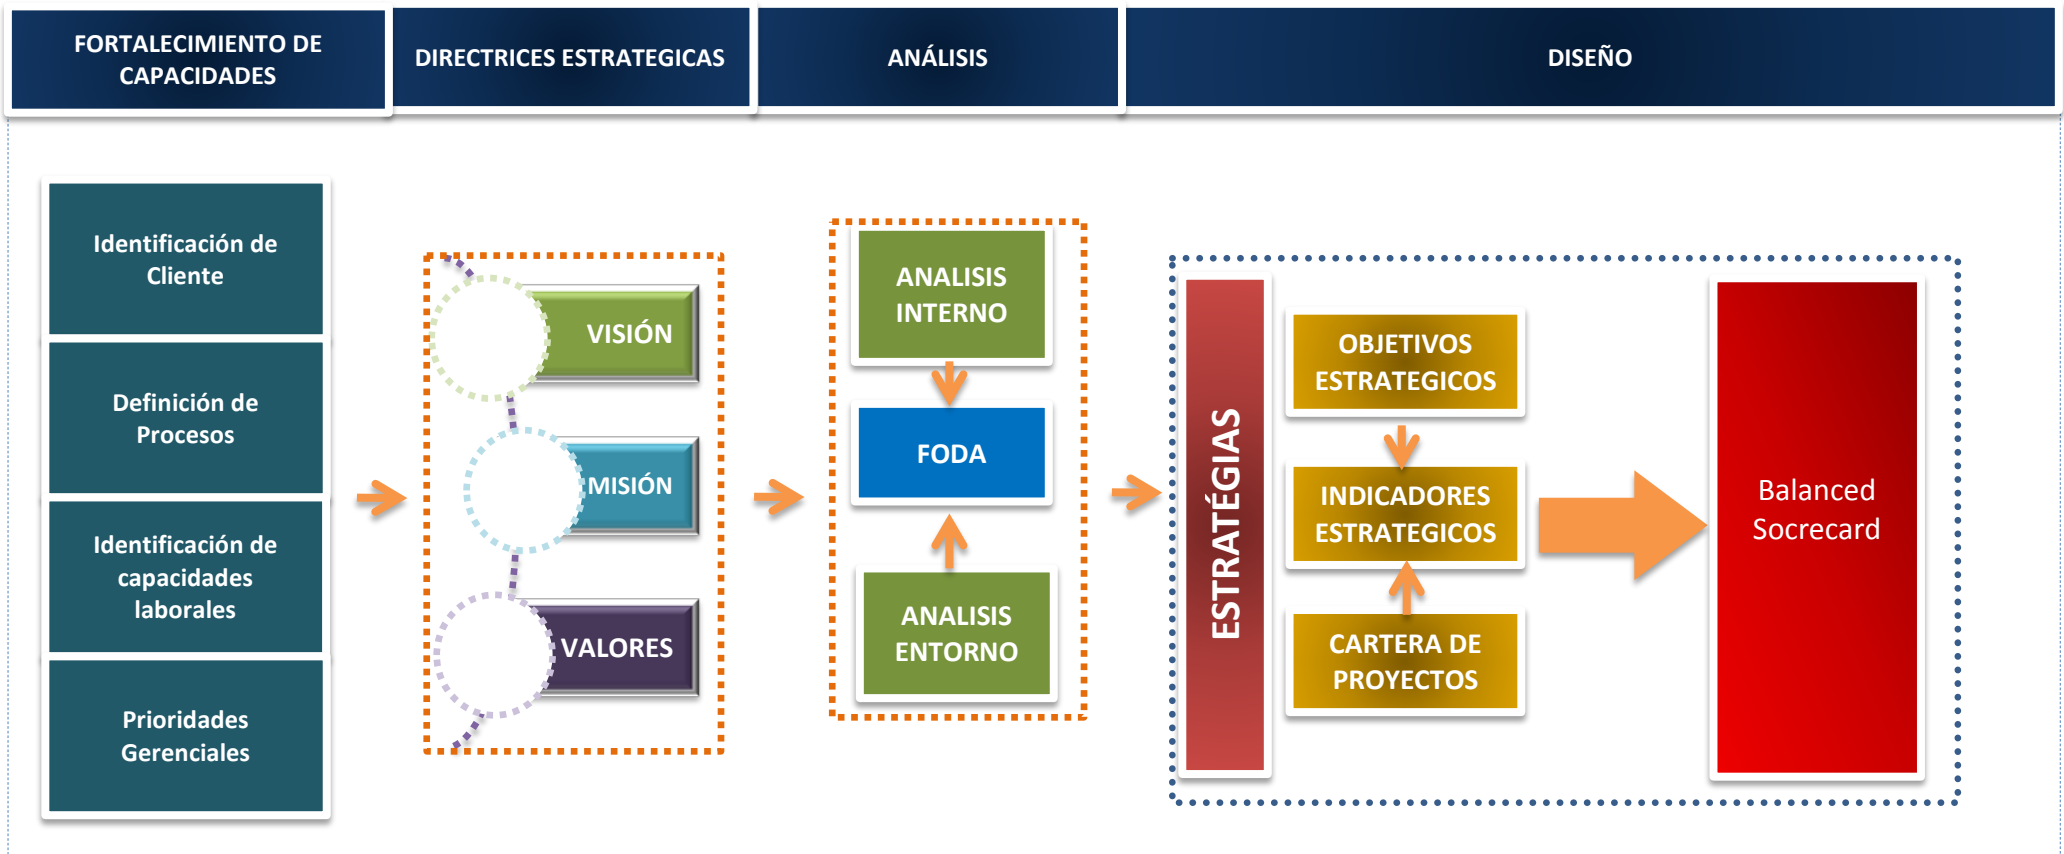 FORTALECIMIENTO DE
CAPACIDADES
DIRECTRICES ESTRATEGICAS
ANÁLISIS
DISEÑO
Identificación de
Cliente
Definición de
Procesos
Identificación de
capacidades
laborales
Prioridades
Gerenciales
VISIÓN
MISIÓN
VALORES
ANALISIS
INTERNO
FODA
ANALISIS
ENTORNO
ESTRATÉGIAS
OBJETIVOS
ESTRATEGICOS
INDICADORES
ESTRATEGICOS
CARTERA DE
PROYECTOS
Balanced
Socrecard